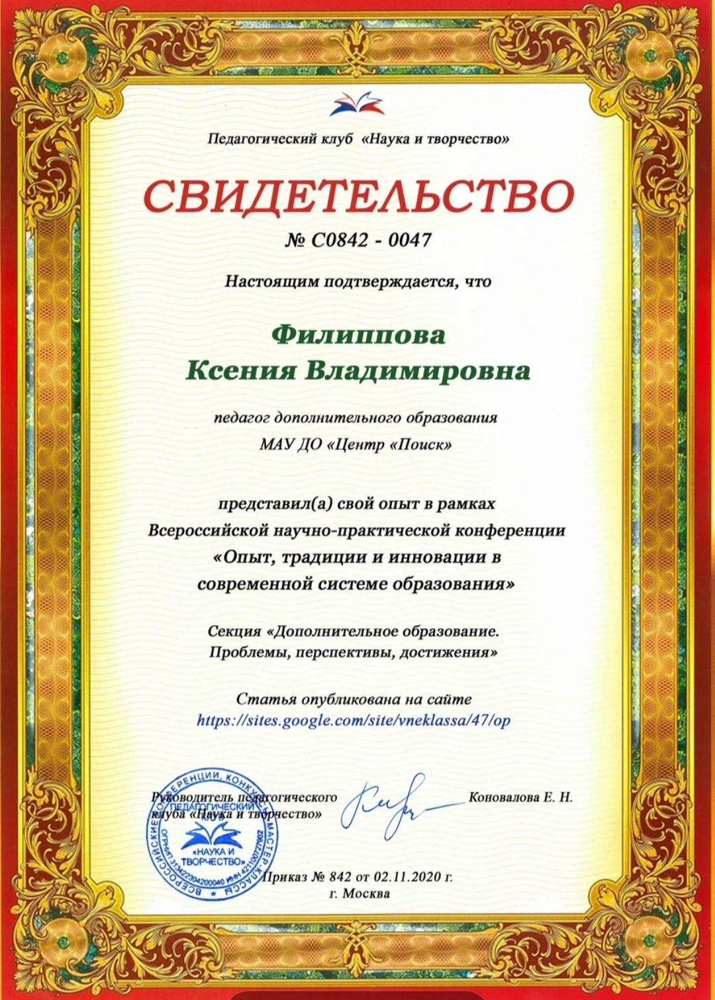 Педагогический клуб «Наука и творчество»
СВИДЕТЕЛЬСТВО
№ С0842 - 0047
Настоящим подтверждается, что
Филиппова
Ксения Владимировна
педагог дополнительного образования
МАУ ДО «Центр «Поиск»
представил(а) свой опыт в рамках
Всероссийской научно-практической конференции
«Опыт, традиции и инновации в
современной системе образования»
Секция «Дополнительное образование.
Проблемы, перспективы, достижения»
Статья опубликована на сайте
https://sites.google.com/site/vneklassa/47/op
Руководитель педагогического
клуба «Наука и творчество»
Коновалова Е. Н.
ВСЕРОССИЙСКИЕ КОНФЕРЕНЦИИ, КОНКУРСЫ, МАСТЕР-КЛАССЫ
ПЕДАГОГИЧЕСКИЙ
КЛУБ
«НАУКА И
ТВОРЧЕСТВО»
ОГРНИП 313422304200040 ИНН 421100727902
Приказ № 842 от 02.11.2020 г.
г. Москва